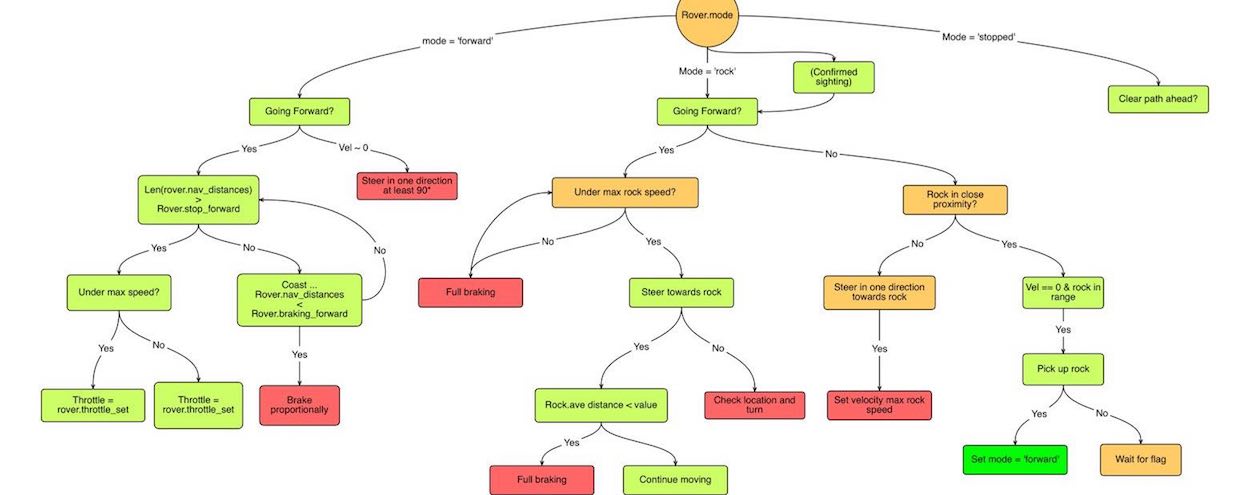 Rover.mode
mode = 'forward'
Mode = 'stopped'
Mode = 'rock'
(Confirmed
sighting)
Going Forward?
Going Forward?
Clear path ahead?
Yes
Vel ~ 0
Yes
No
Steer in one direction
at least 90°
Len(rover.nav_distances)
>
Rover.stop_forward
Under max rock speed?
Rock in close
proximity?
Yes
No
No
No
Yes
No
Yes
Under max speed?
Coast ...
Rover.nav_distances
<
Rover.braking_forward
Full braking
Steer towards rock
Steer in one direction
towards rock
Vel == 0 & rock in
range
Yes
No
Yes
Yes
No
Yes
Yes
Pick up rock
Throttle =
rover.throttle_set
Throttle =
rover.throttle_set
Brake
proportionally
Rock.ave distance < value
Check location and
turn
Set velocity max rock
speed
Yes
No
Yes
Set mode = 'forward'
Wait for flag
Full braking
Continue moving